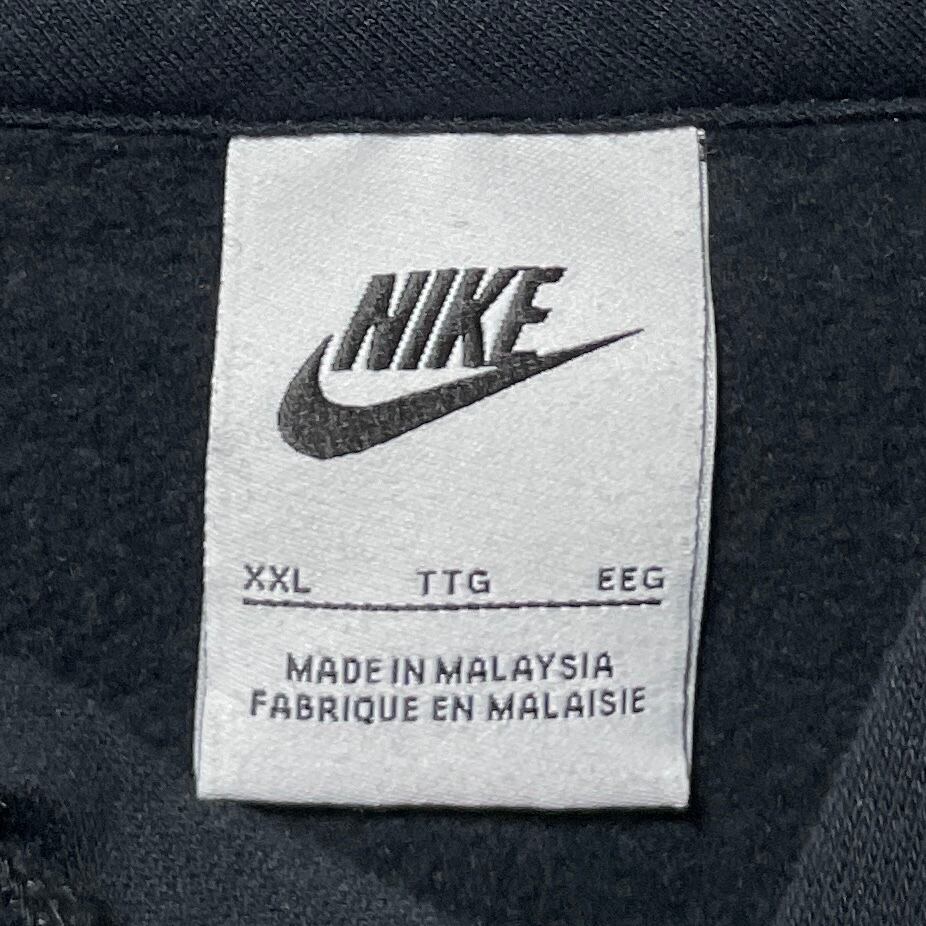 NIKE
XXL TTG EEG
MADE IN MALAYSIA
FABRIQUE EN MALAISIE